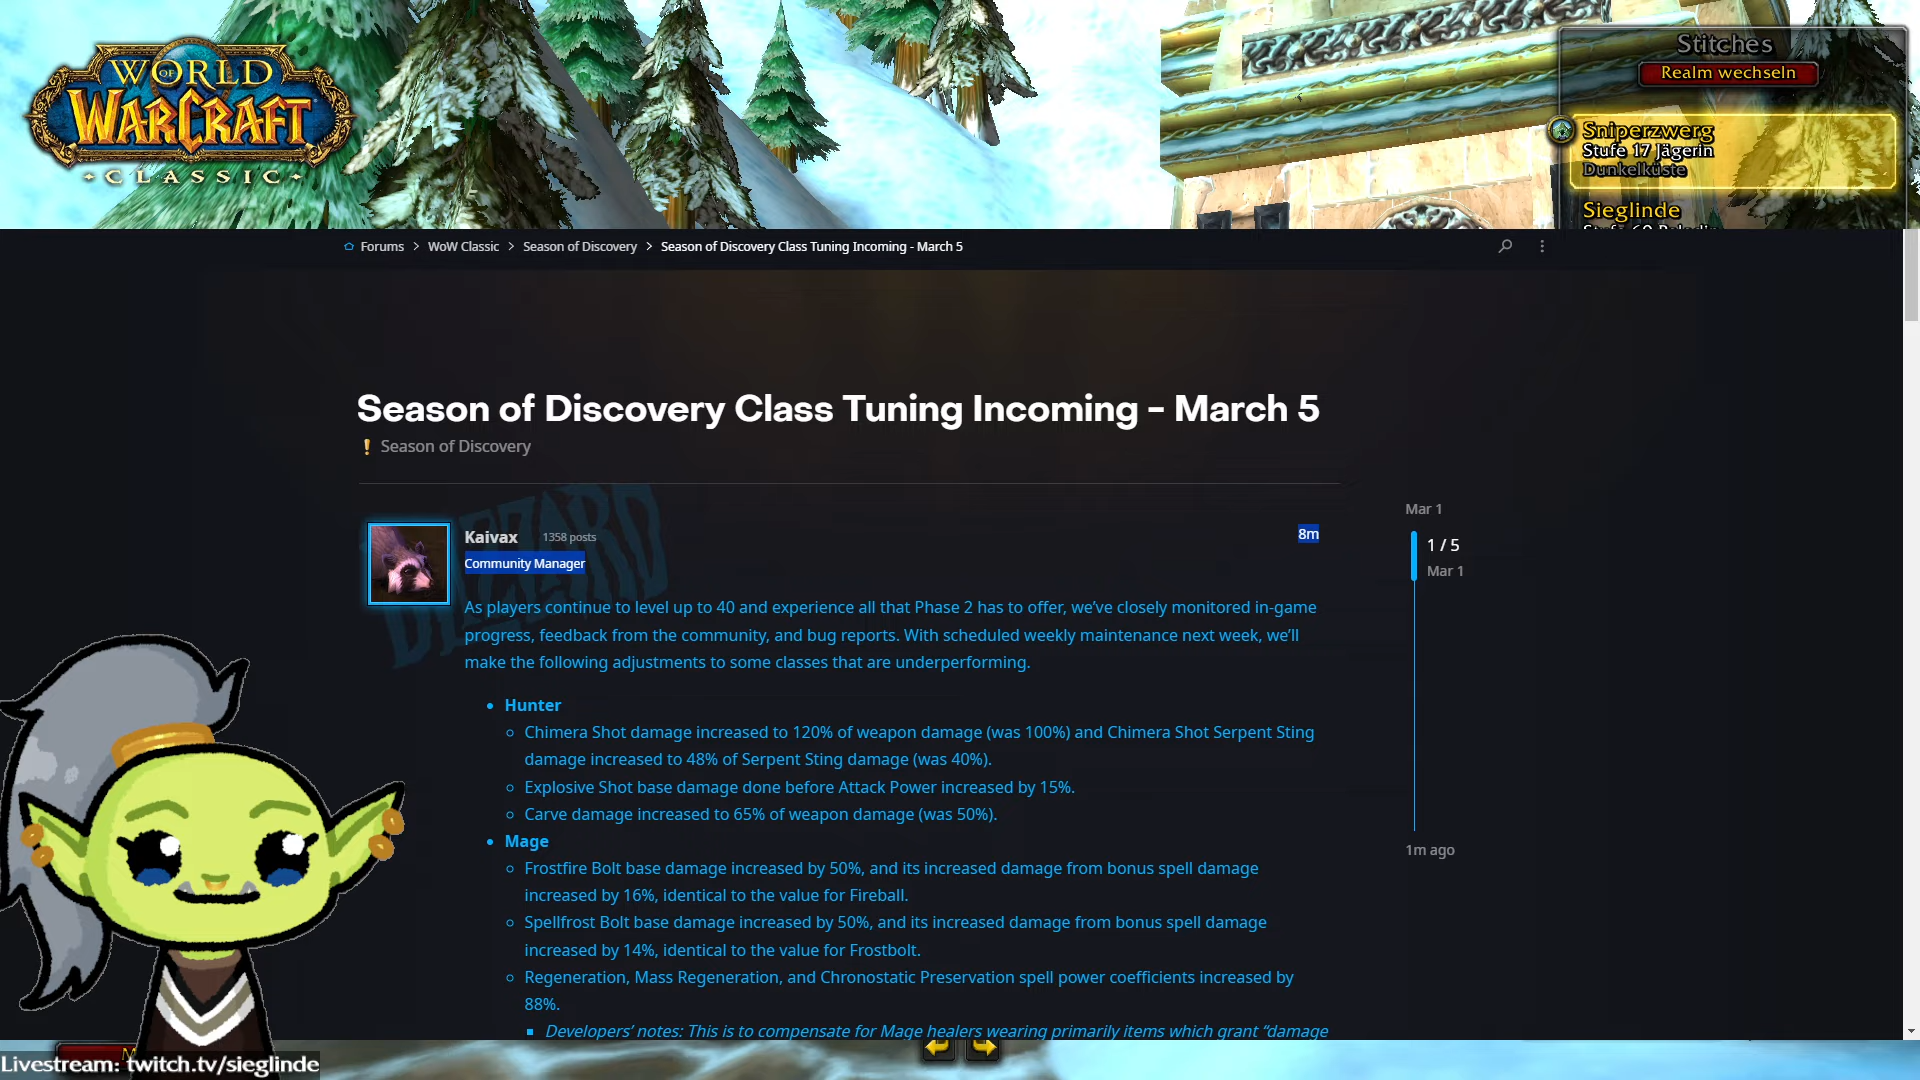 WORLD
OF
WARCRAFT
CLASSIC
Stitches
Realm wechseln
Sniperzwerg
Stufe 17 Jägerin
Dunkelküste
Sieglinde
Stufe 60 Paladin
Forums > WoW Classic > Season of Discovery > Season of Discovery Class Tuning Incoming - March 5
Season of Discovery Class Tuning Incoming - March 5
Season of Discovery
BLIZZARD
Kaivax 1358 posts 8m
Community Manager
Mar 1
1 / 5
Mar 1
1m ago
As players continue to level up to 40 and experience all that Phase 2 has to offer, we’ve closely monitored in-game
progress, feedback from the community, and bug reports. With scheduled weekly maintenance next week, we’ll
make the following adjustments to some classes that are underperforming.
• Hunter
◦ Chimera Shot damage increased to 120% of weapon damage (was 100%) and Chimera Shot Serpent Sting
damage increased to 48% of Serpent Sting damage (was 40%).
◦ Explosive Shot base damage done before Attack Power increased by 15%.
◦ Carve damage increased to 65% of weapon damage (was 50%).
• Mage
◦ Frostfire Bolt base damage increased by 50%, and its increased damage from bonus spell damage
increased by 16%, identical to the value for Fireball.
◦ Spellfrost Bolt base damage increased by 50%, and its increased damage from bonus spell damage
increased by 14%, identical to the value for Frostbolt.
◦ Regeneration, Mass Regeneration, and Chronostatic Preservation spell power coefficients increased by
88%.
▪ Developers’ notes: This is to compensate for Mage healers wearing primarily items which grant “damage
Livestream: twitch.tv/sieglinde